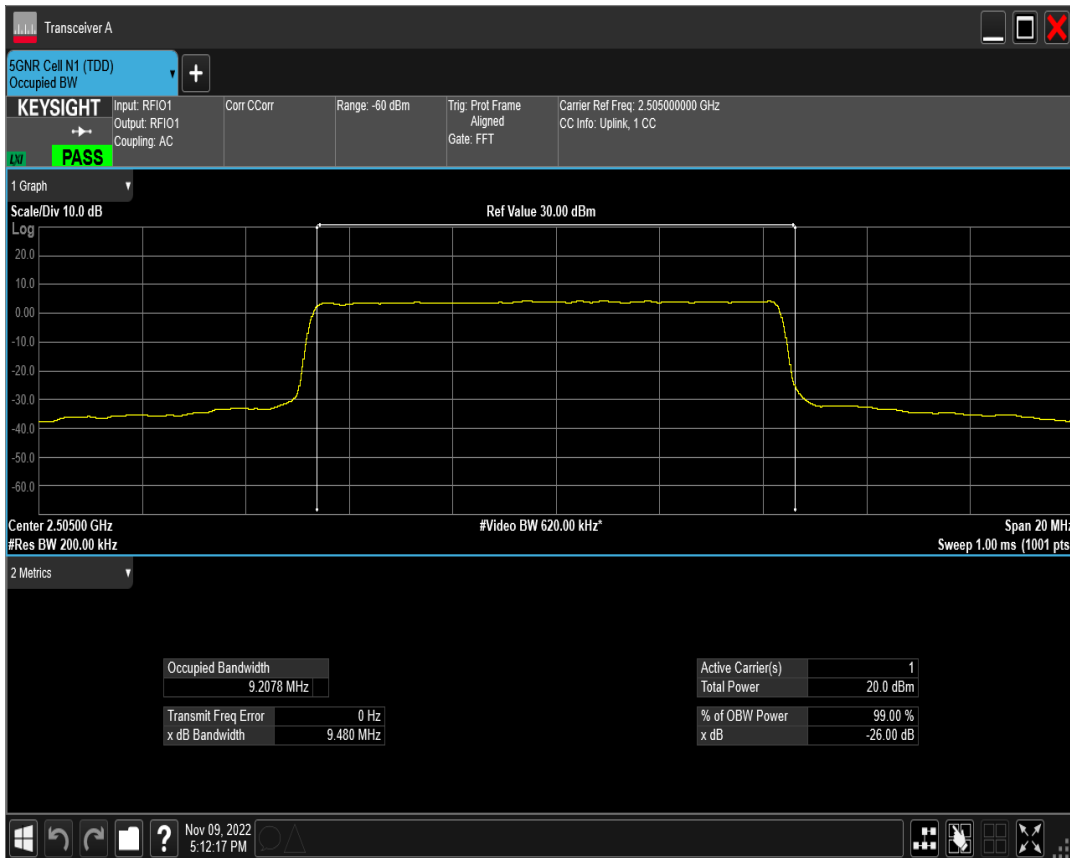 Transceiver A
5GNR Cell N1 (TDD)
Occupied BW
KEYSIGHT
LXI
PASS
Input: RFIO1
Output: RFIO1
Coupling: AC
Corr CCorr
Range: -60 dBm
Trig: Prot Frame
Aligned
Gate: FFT
Carrier Ref Freq: 2.505000000 GHz
CC Info: Uplink, 1 CC
1 Graph
Scale/Div 10.0 dB
Ref Value 30.00 dBm
Log
20.0
10.0
0.00
-10.0
-20.0
-30.0
-40.0
-50.0
-60.0
Center 2.50500 GHz
#Video BW 620.00 kHz*
Span 20 MHz
#Res BW 200.00 kHz
Sweep 1.00 ms (1001 pts
2 Metrics
Occupied Bandwidth
9.2078 MHz
Transmit Freq Error 0 Hz
x dB Bandwidth 9.480 MHz
Active Carrier(s) 1
Total Power 20.0 dBm
% of OBW Power 99.00 %
x dB -26.00 dB
?
Nov 09, 2022
5:12:17 PM